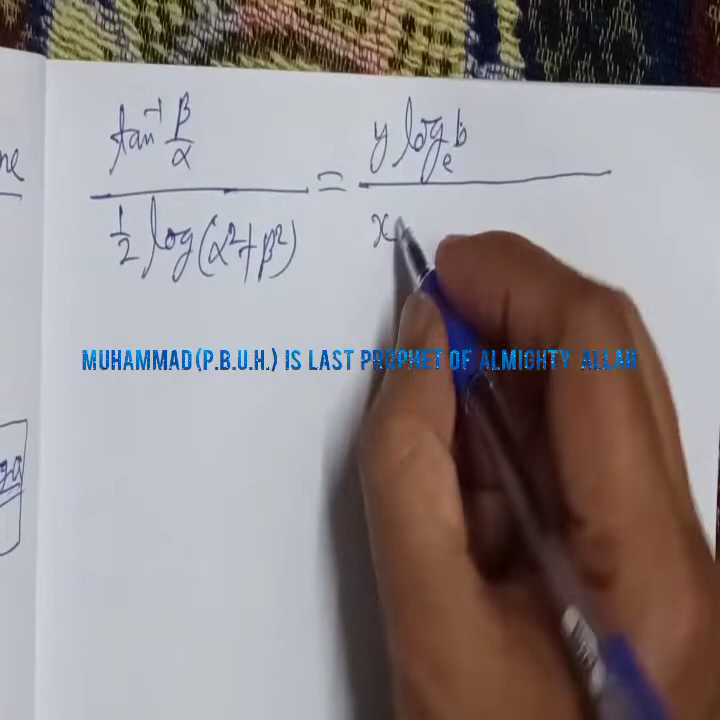 tan⁻¹ β/α = y logₑ b
½ log(α²+β²) x
MUHAMMAD(P.B.U.H.) IS LAST PROPHET OF ALMIGHTY ALLAH